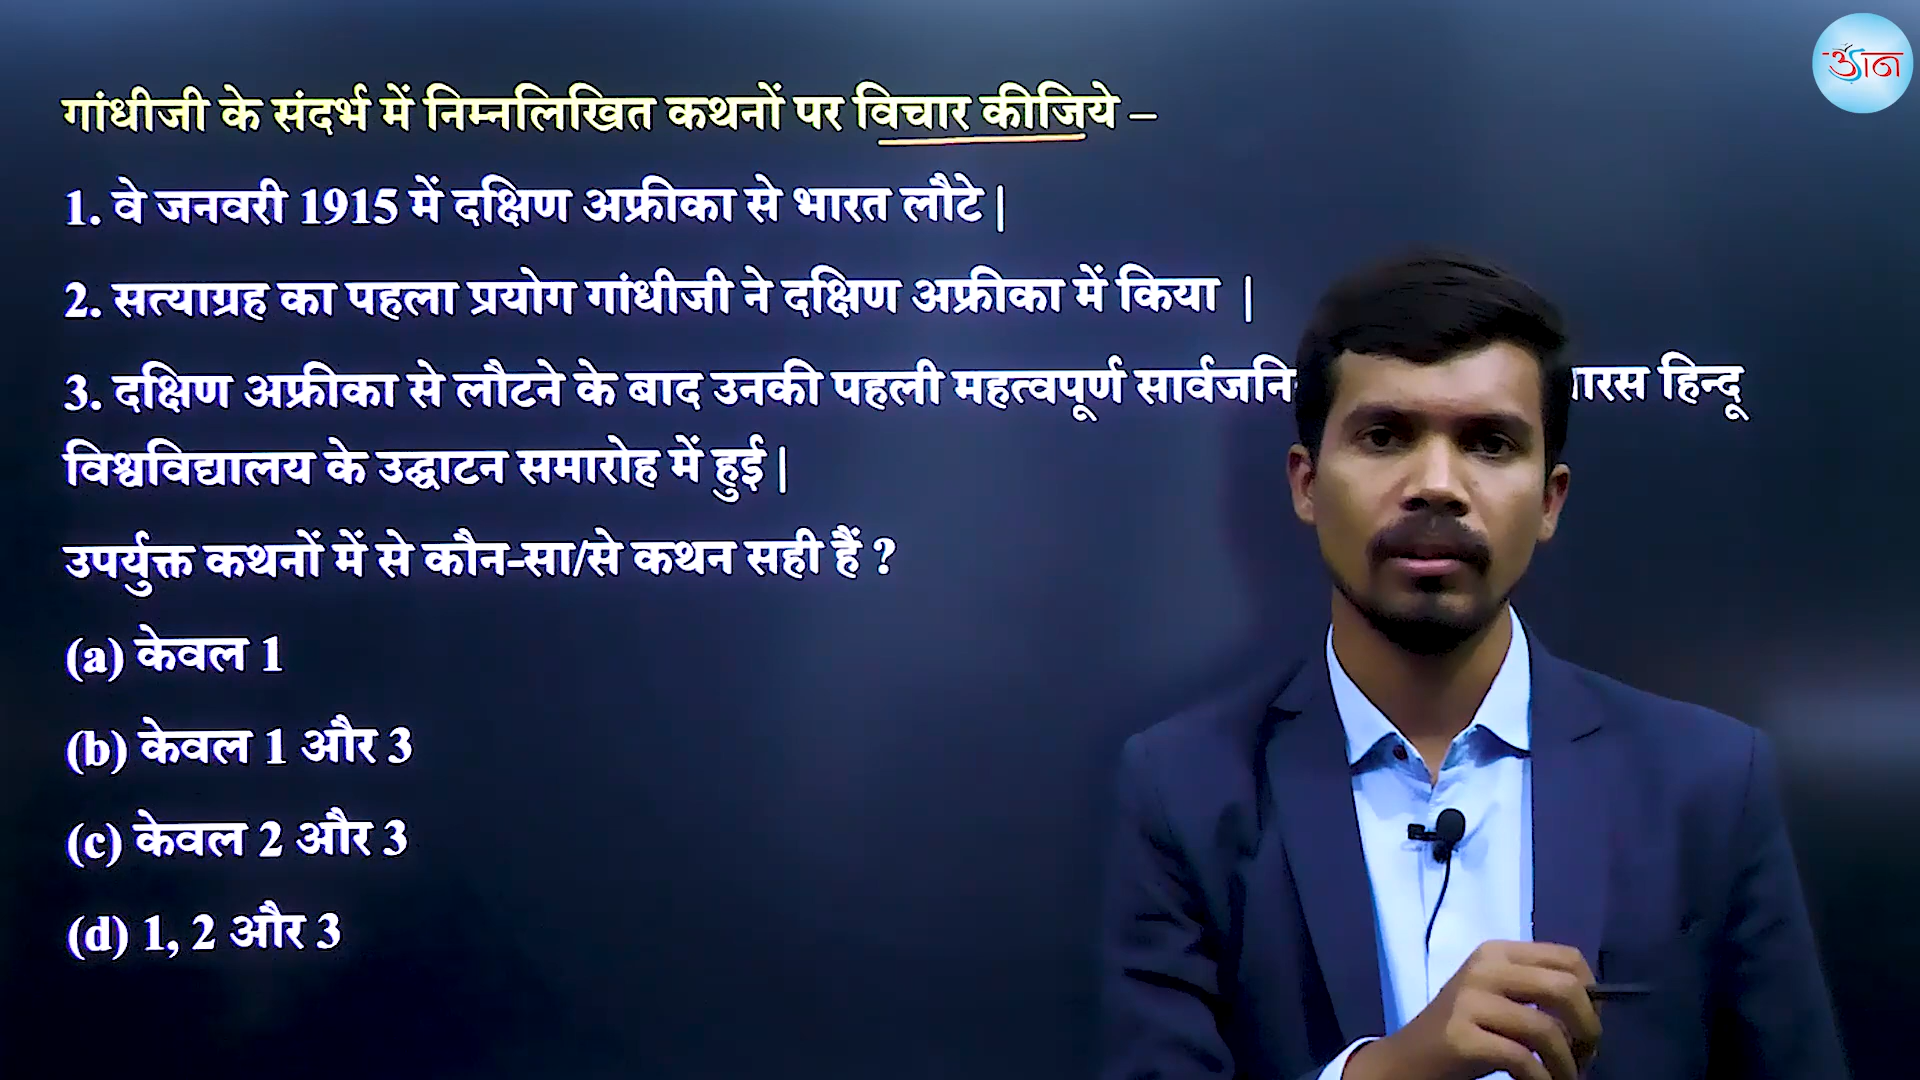 उड़ान
गांधीजी के संदर्भ में निम्नलिखित कथनों पर विचार कीजिये –
1. वे जनवरी 1915 में दक्षिण अफ्रीका से भारत लौटे |
2. सत्याग्रह का पहला प्रयोग गांधीजी ने दक्षिण अफ्रीका में किया |
3. दक्षिण अफ्रीका से लौटने के बाद उनकी पहली महत्वपूर्ण हिन्दू
विश्वविद्यालय के उद्घाटन समारोह में हुई |
उपर्युक्त कथनों में से कौन-सा/से कथन सही हैं ?
(a) केवल 1
(b) केवल 1 और 3
(c) केवल 2 और 3
(d) 1, 2 और 3